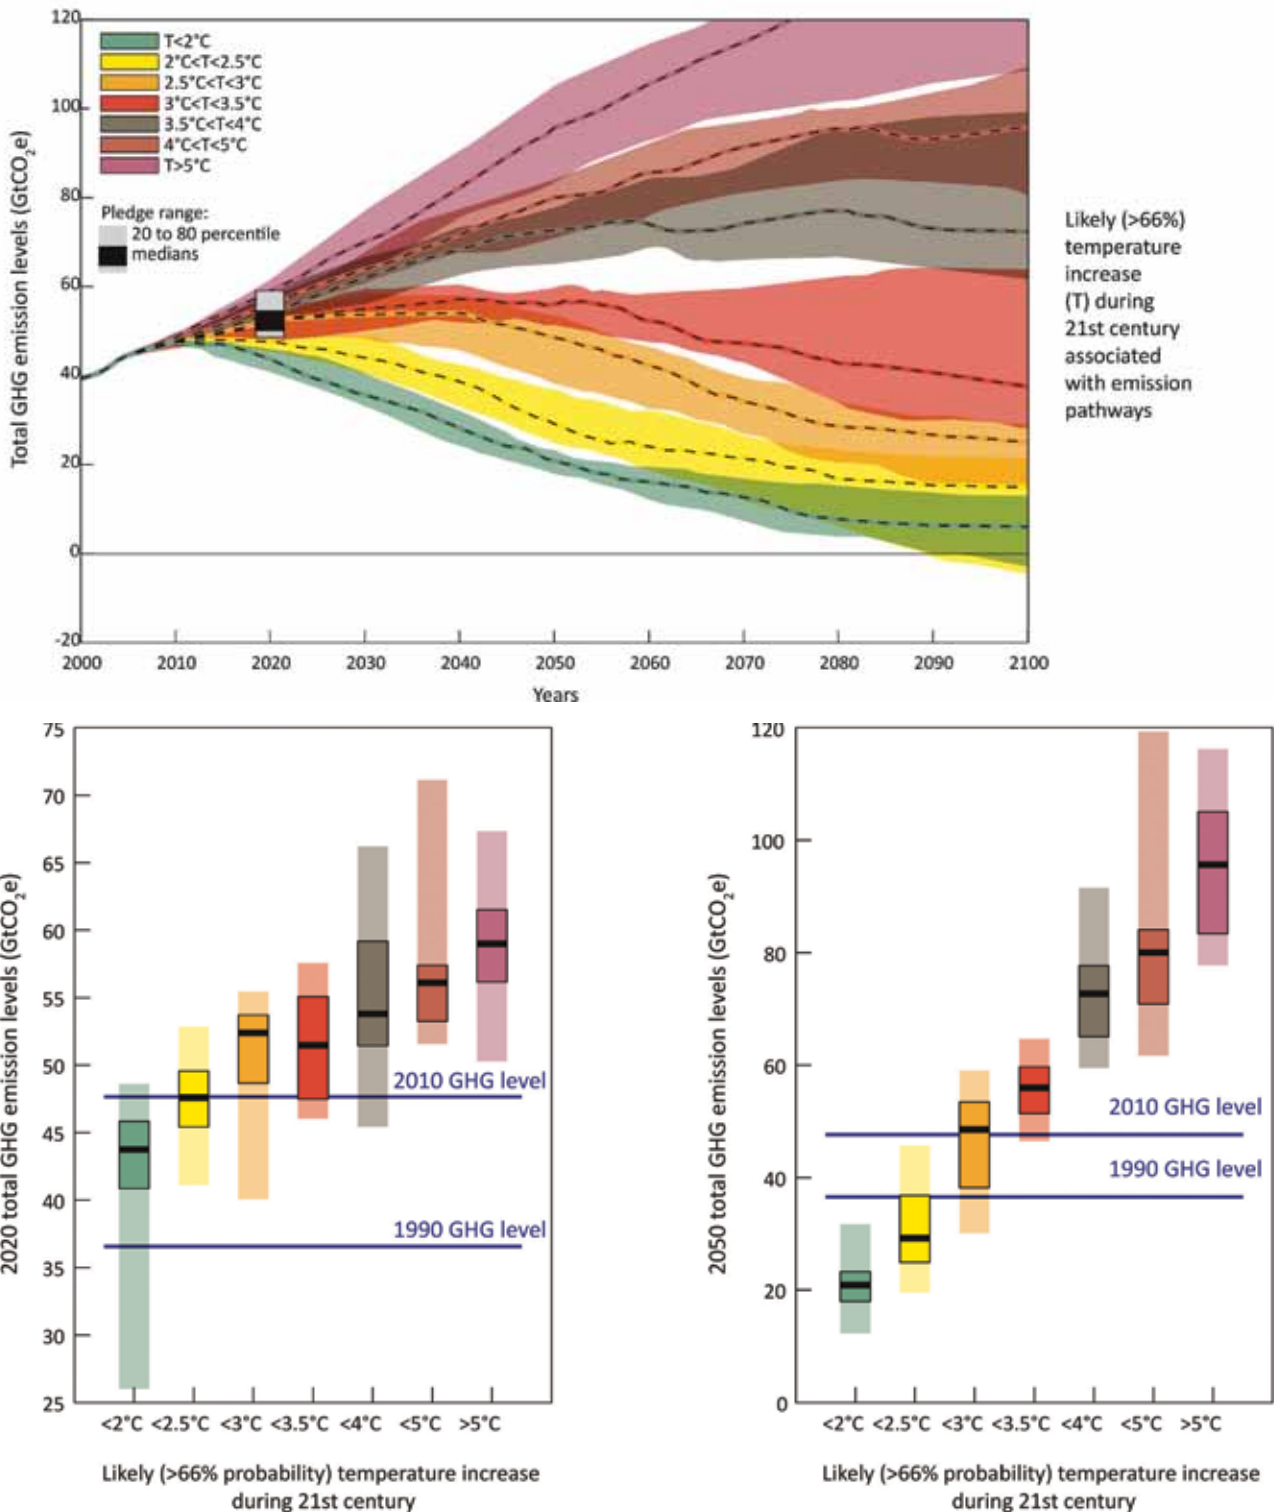 120
100
80
60
40
20
0
-20
Total GHG emission levels (GtCO₂e)
T<2°C
2°C<T<2.5°C
2.5°C<T<3°C
3°C<T<3.5°C
3.5°C<T<4°C
4°C<T<5°C
T>5°C
Pledge range:
20 to 80 percentile
medians
Likely (>66%)
temperature
increase
(T) during
21st century
associated
with emission
pathways
2000 2010 2020 2030 2040 2050 2060 2070 2080 2090 2100
Years
75
70
65
60
55
50
45
40
35
30
25
2020 total GHG emission levels (GtCO₂e)
2010 GHG level
1990 GHG level
<2°C <2.5°C <3°C <3.5°C <4°C <5°C >5°C
Likely (>66% probability) temperature increase
during 21st century
120
100
80
60
40
20
0
2050 total GHG emission levels (GtCO₂e)
2010 GHG level
1990 GHG level
<2°C <2.5°C <3°C <3.5°C <4°C <5°C >5°C
Likely (>66% probability) temperature increase
during 21st century